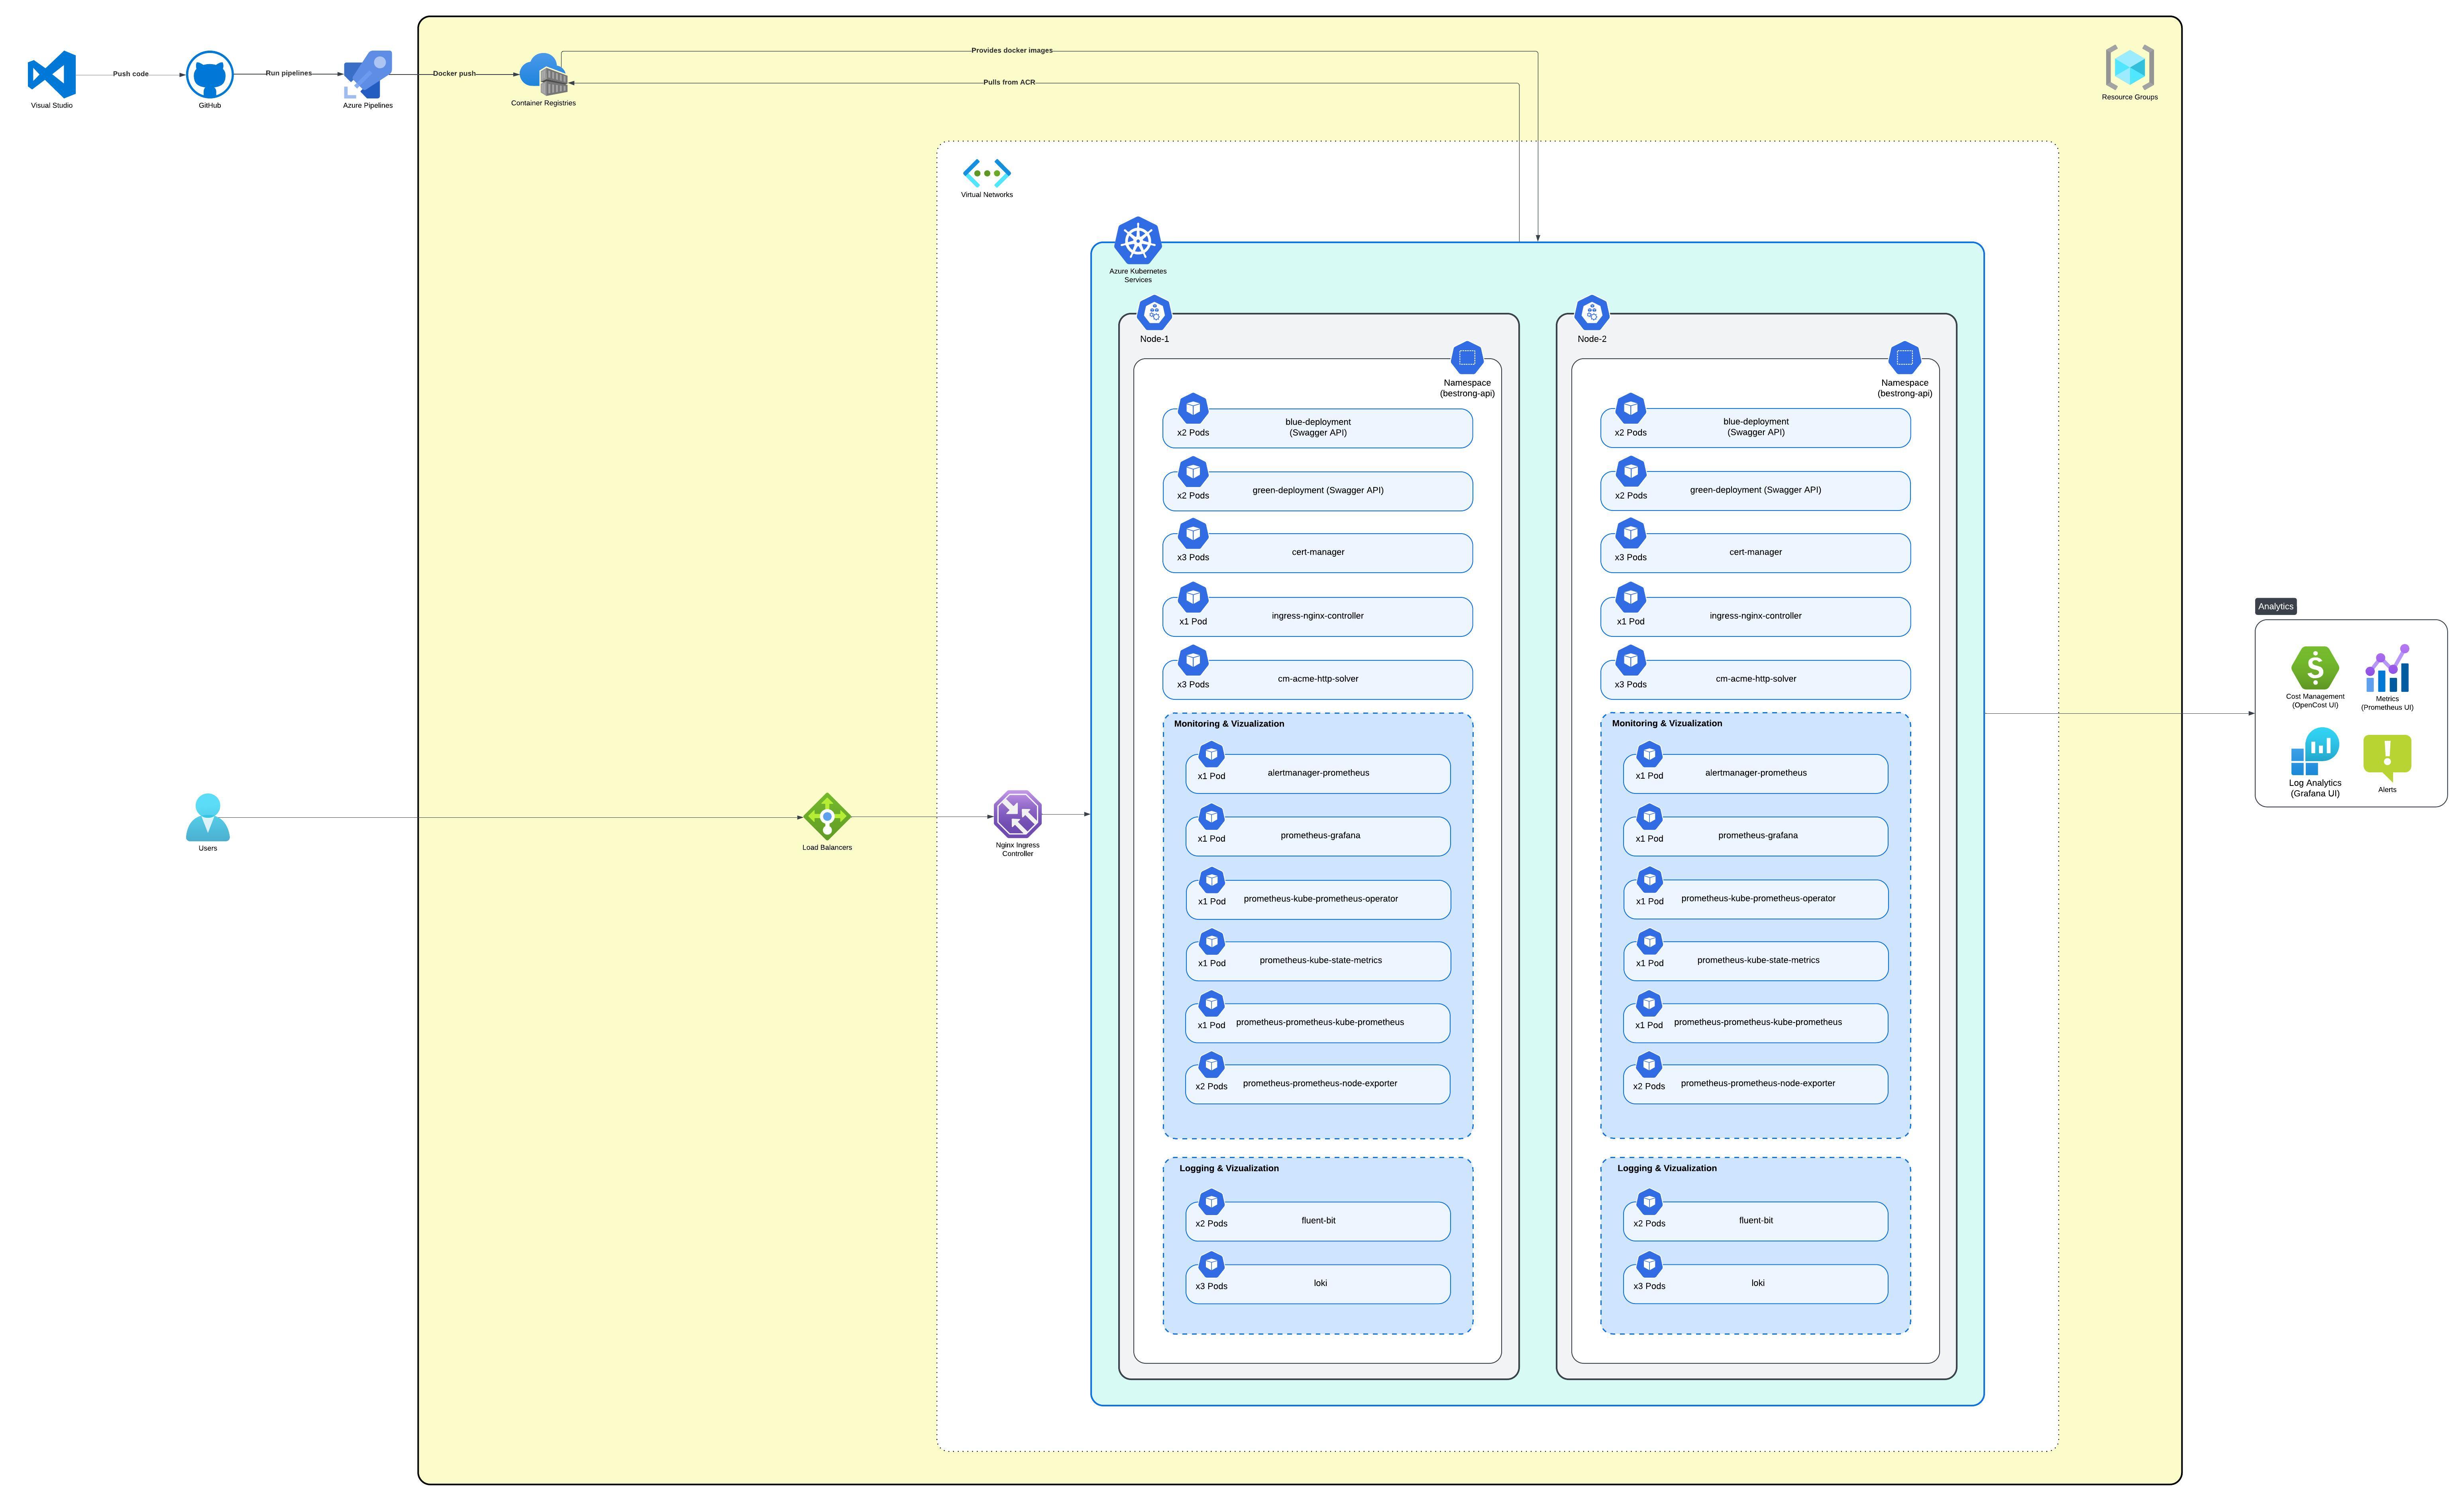 Visual Studio
Push code
GitHub
Run pipelines
Azure Pipelines
Docker push
Container Registries
Provides docker images
Pulls from ACR
Resource Groups
Virtual Networks
Azure Kubernetes
Services
Node-1
Namespace
(bestrong-api)
x2 Pods
blue-deployment
(Swagger API)
x2 Pods
green-deployment (Swagger API)
x3 Pods
cert-manager
x1 Pod
ingress-nginx-controller
x3 Pods
cm-acme-http-solver
Monitoring & Vizualization
x1 Pod
alertmanager-prometheus
x1 Pod
prometheus-grafana
x1 Pod
prometheus-kube-prometheus-operator
x1 Pod
prometheus-kube-state-metrics
x1 Pod
prometheus-prometheus-kube-prometheus
x2 Pods
prometheus-prometheus-node-exporter
Logging & Vizualization
x2 Pods
fluent-bit
x3 Pods
loki
Node-2
Namespace
(bestrong-api)
x2 Pods
blue-deployment
(Swagger API)
x2 Pods
green-deployment (Swagger API)
x3 Pods
cert-manager
x1 Pod
ingress-nginx-controller
x3 Pods
cm-acme-http-solver
Monitoring & Vizualization
x1 Pod
alertmanager-prometheus
x1 Pod
prometheus-grafana
x1 Pod
prometheus-kube-prometheus-operator
x1 Pod
prometheus-kube-state-metrics
x1 Pod
prometheus-prometheus-kube-prometheus
x2 Pods
prometheus-prometheus-node-exporter
Logging & Vizualization
x2 Pods
fluent-bit
x3 Pods
loki
Users
Load Balancers
Nginx Ingress
Controller
Analytics
Cost Management
(OpenCost UI)
Metrics
(Prometheus UI)
Log Analytics
(Grafana UI)
Alerts